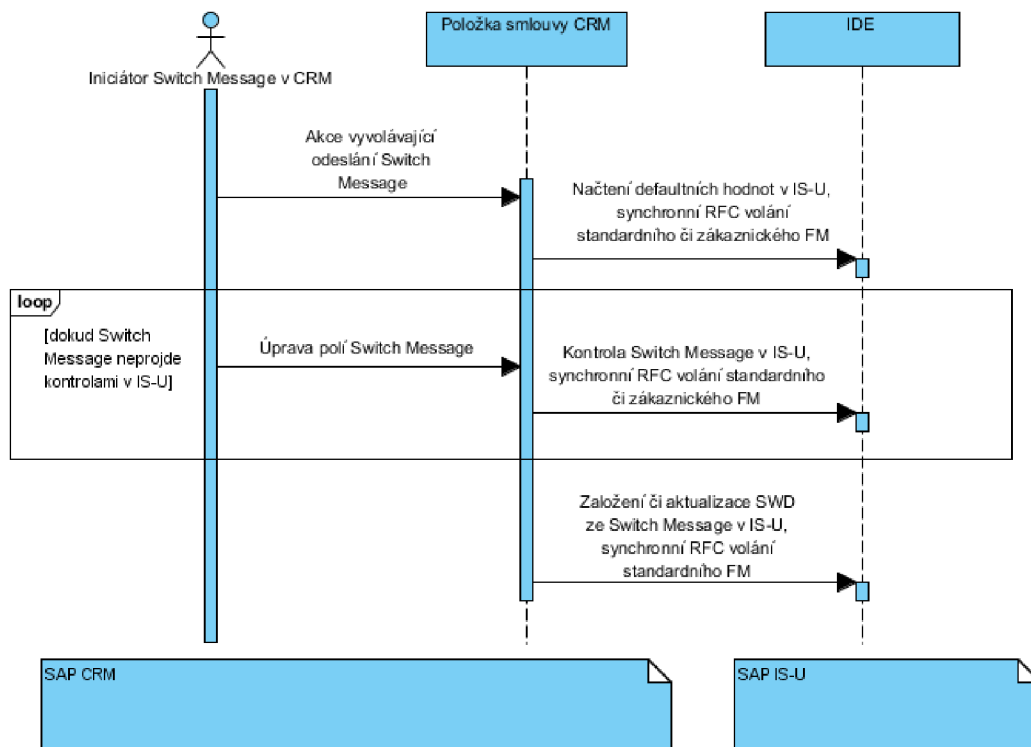 Položka smlouvy CRM
IDE
Iniciátor Switch Message v CRM
Akce vyvolávající
odeslání Switch
Message
Načtení defaultních hodnot v IS-U,
synchronní RFC volání
standardního či zákaznického FM
loop
[dokud Switch
Message neprojde
kontrolami v IS-U]
Úprava polí Switch Message
Kontrola Switch Message v IS-U,
synchronní RFC volání standardního
či zákaznického FM
Založení či aktualizace SWD
ze Switch Message v IS-U,
synchronní RFC volání
standardního FM
SAP CRM
SAP IS-U